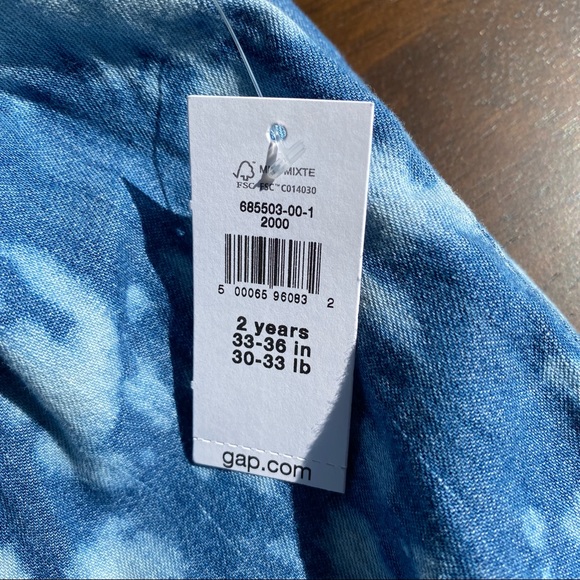 MIXTE
FSC FSC™ C014030
685503-00-1
2000
5 00065 96083 2
2 years
33-36 in
30-33 lb
gap.com